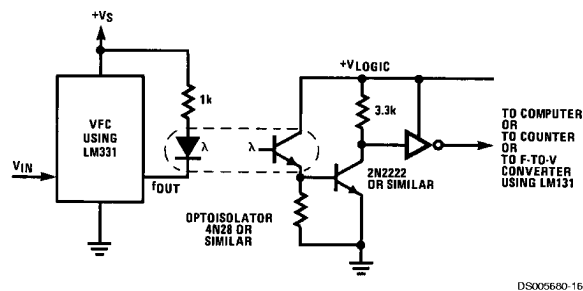 +VS
+VLOGIC
1k
3.3k
VFC
USING
LM331
λ
λ
VIN
fOUT
2N2222
OR SIMILAR
OPTOISOLATOR
4N28 OR
SIMILAR
TO COMPUTER
OR
TO COUNTER
OR
TO F-TO-V
CONVERTER
USING LM131
DS005680-16